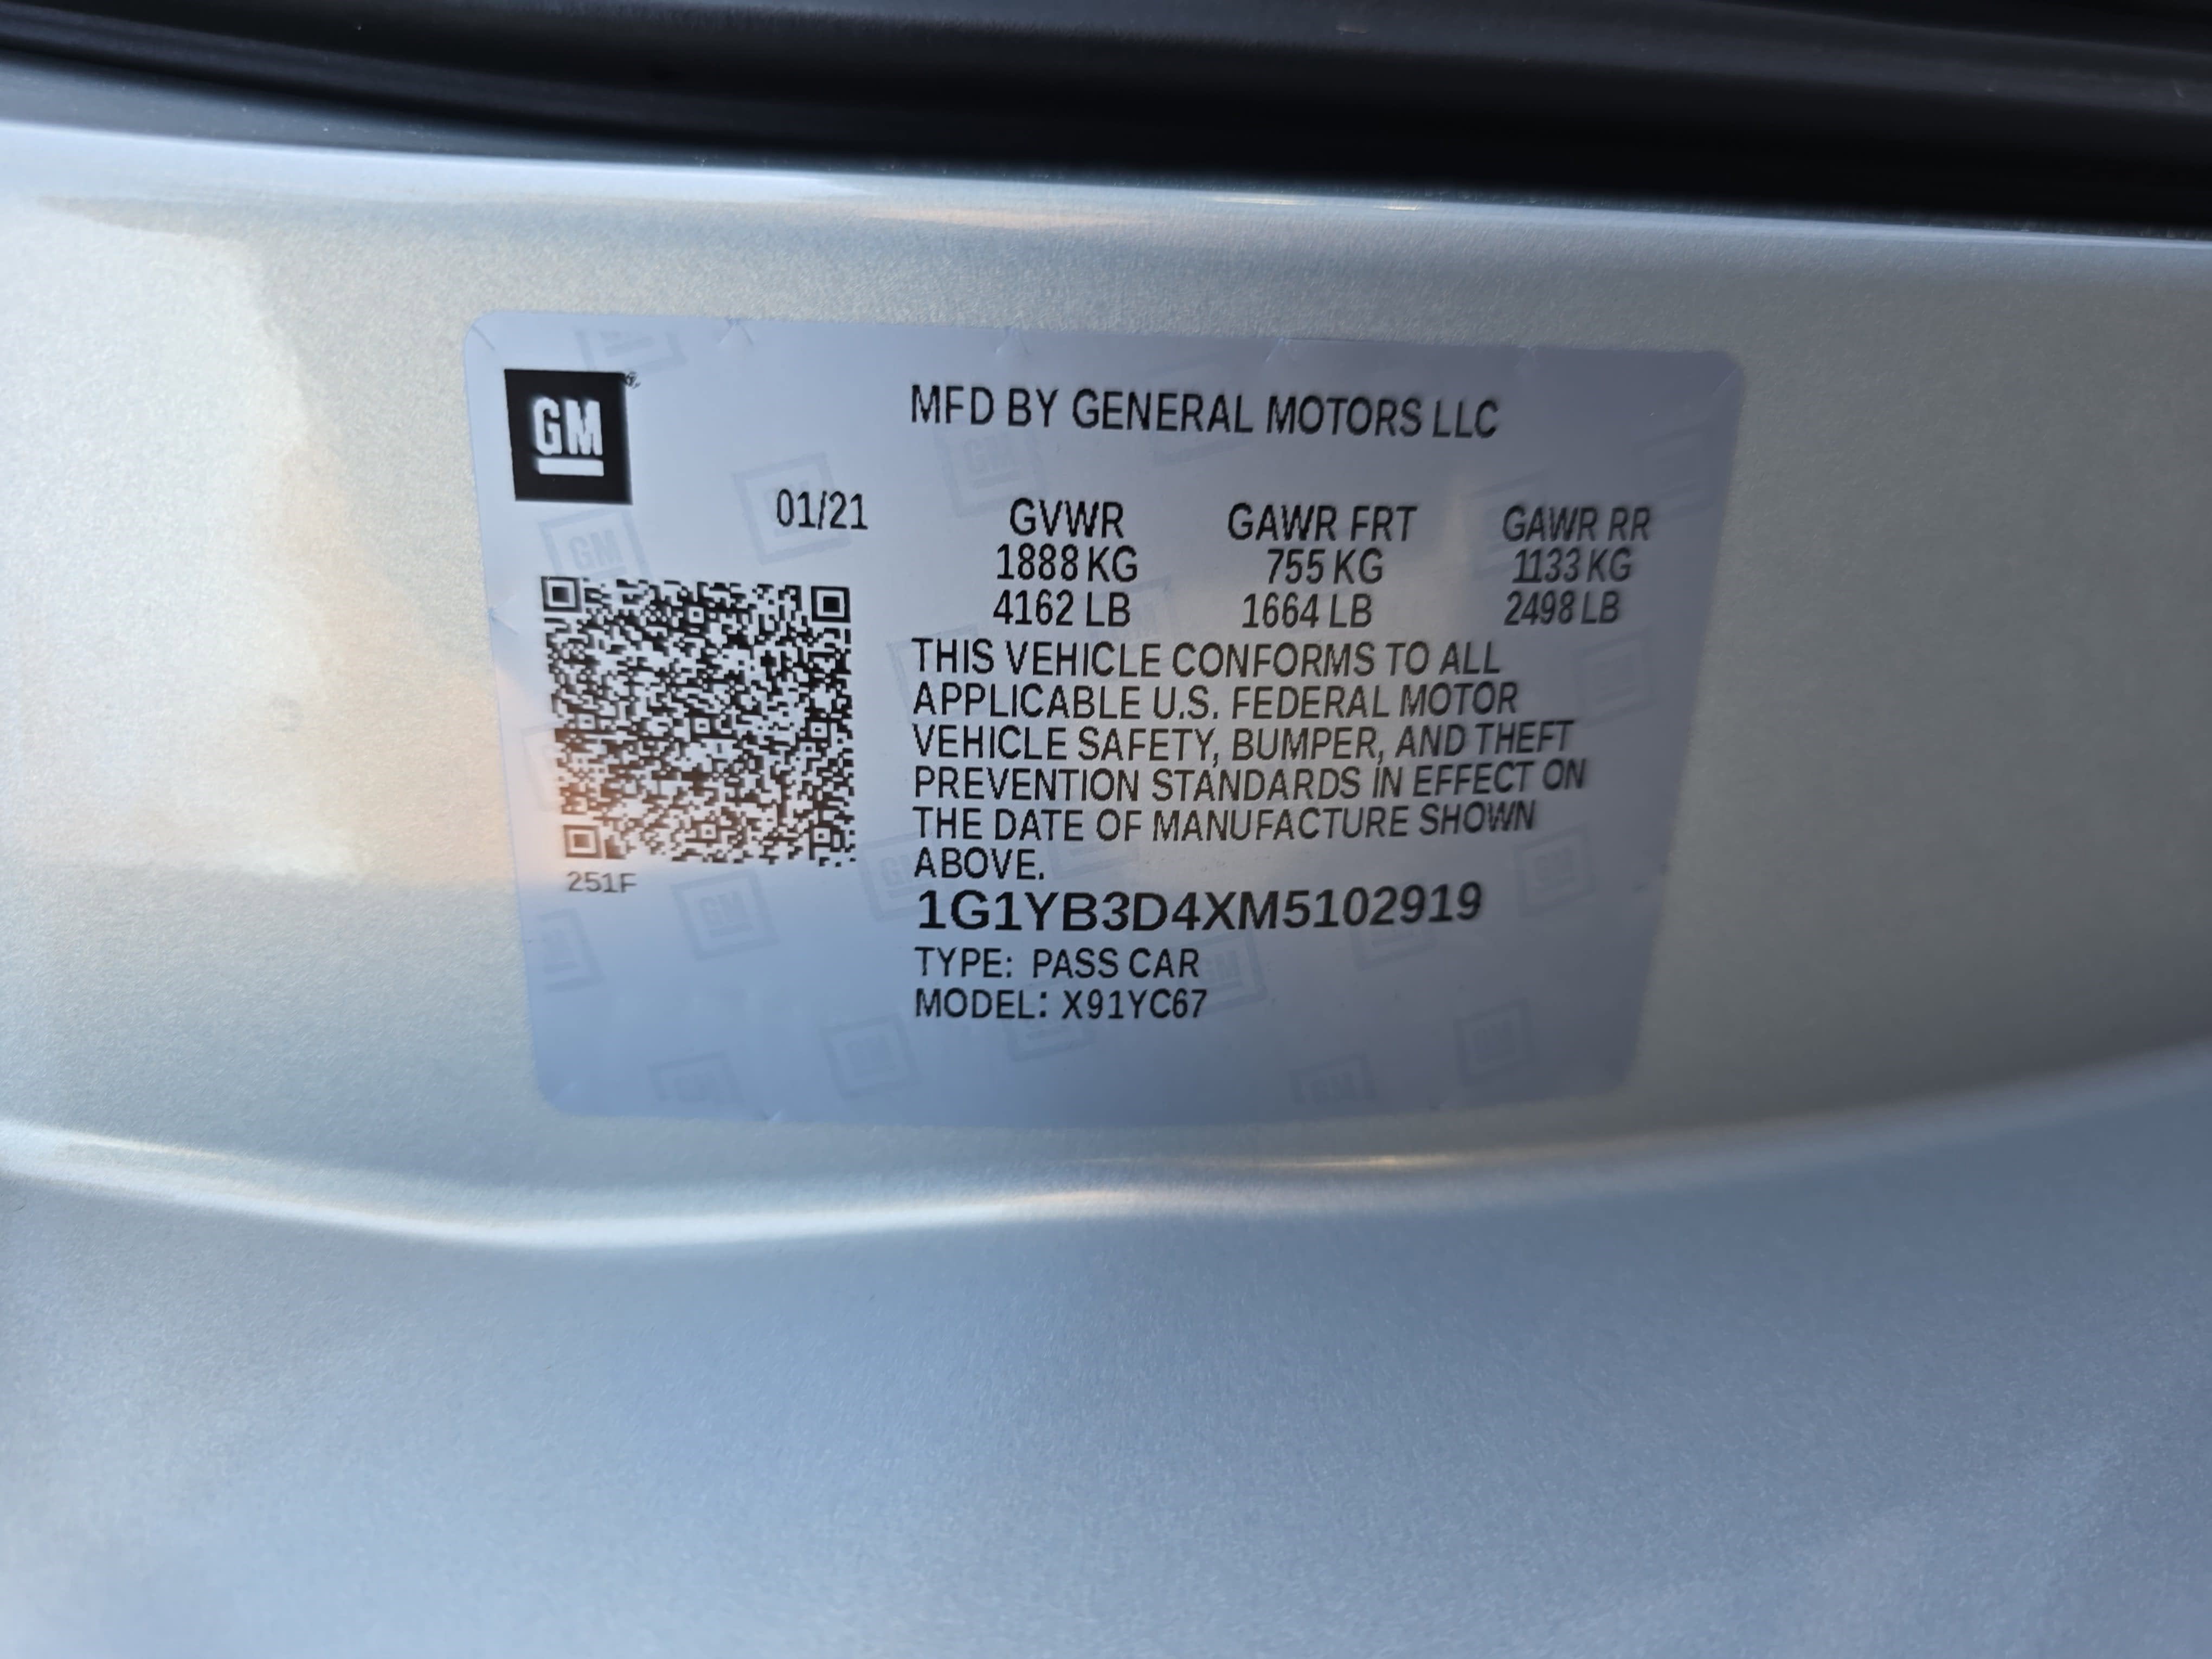 GM
MFD BY GENERAL MOTORS LLC
01/21
GVWR GAWR FRT GAWR RR
1888 KG 755 KG 1133 KG
4162 LB 1664 LB 2498 LB
THIS VEHICLE CONFORMS TO ALL
APPLICABLE U.S. FEDERAL MOTOR
VEHICLE SAFETY, BUMPER, AND THEFT
PREVENTION STANDARDS IN EFFECT ON
THE DATE OF MANUFACTURE SHOWN
ABOVE.
251F
1G1YB3D4XM5102919
TYPE: PASS CAR
MODEL: X91YC67